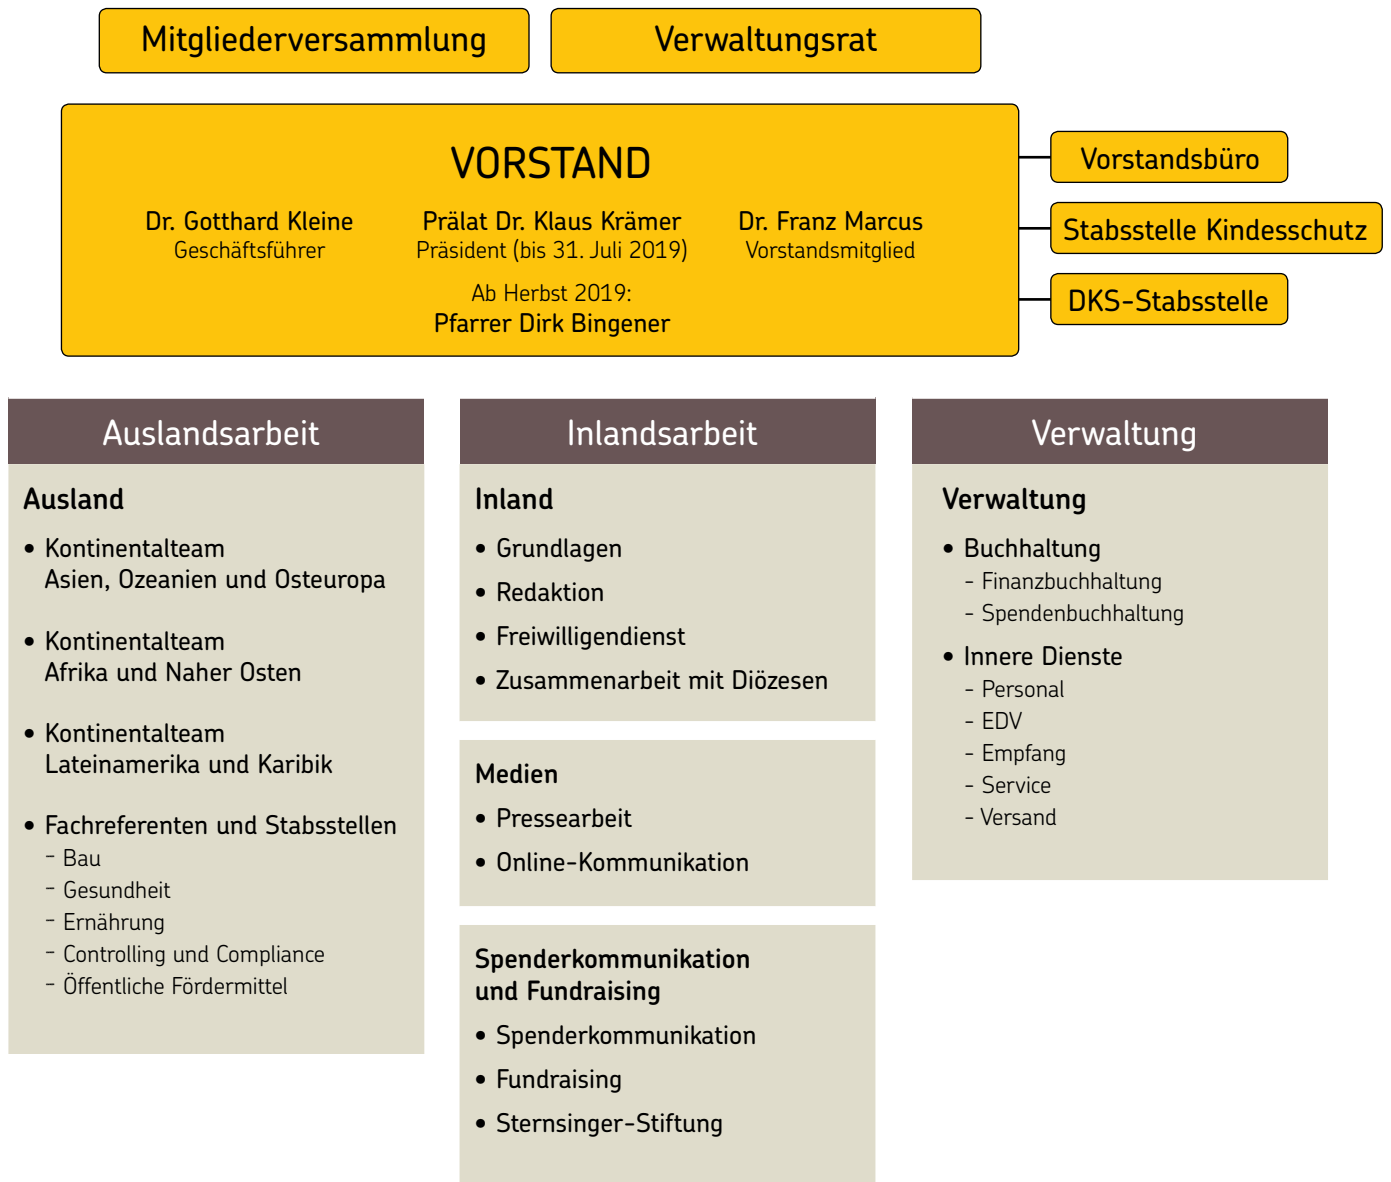 Mitgliederversammlung
Verwaltungsrat
VORSTAND
Dr. Gotthard Kleine
Geschäftsführer
Prälat Dr. Klaus Krämer
Präsident (bis 31. Juli 2019)
Ab Herbst 2019:
Pfarrer Dirk Bingener
Dr. Franz Marcus
Vorstandsmitglied
Vorstandsbüro
Stabsstelle Kindesschutz
DKS-Stabsstelle
Auslandsarbeit
Ausland
• Kontinentalteam
Asien, Ozeanien und Osteuropa
• Kontinentalteam
Afrika und Naher Osten
• Kontinentalteam
Lateinamerika und Karibik
• Fachreferenten und Stabsstellen
- Bau
- Gesundheit
- Ernährung
- Controlling und Compliance
- Öffentliche Fördermittel
Inlandsarbeit
Inland
• Grundlagen
• Redaktion
• Freiwilligendienst
• Zusammenarbeit mit Diözesen
Medien
• Pressearbeit
• Online-Kommunikation
Spenderkommunikation
und Fundraising
• Spenderkommunikation
• Fundraising
• Sternsinger-Stiftung
Verwaltung
Verwaltung
• Buchhaltung
- Finanzbuchhaltung
- Spendenbuchhaltung
• Innere Dienste
- Personal
- EDV
- Empfang
- Service
- Versand